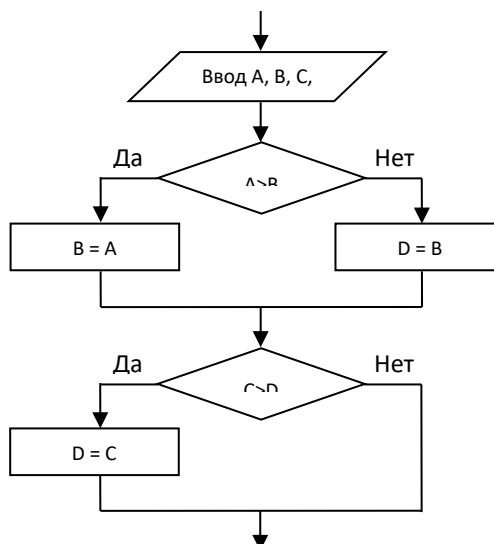 Ввод A, B, C,
Да
Нет
A>B
B = A
D = B
Да
Нет
C>D
D = C